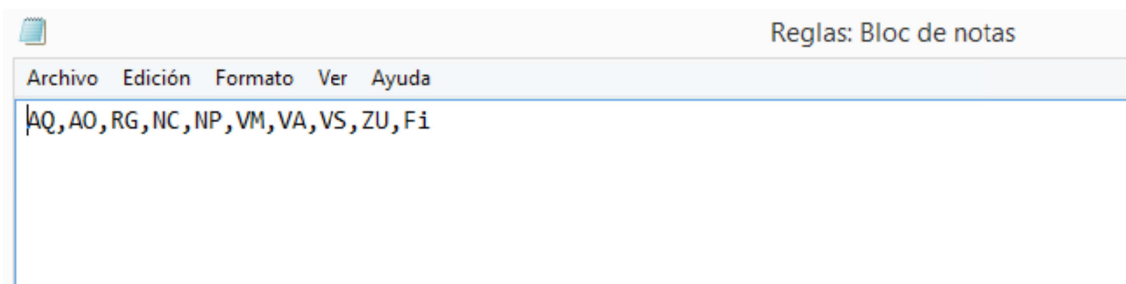 Reglas: Bloc de notas
Archivo Edición Formato Ver Ayuda
AQ,AO,RG,NC,NP,VM,VA,VS,ZU,Fi